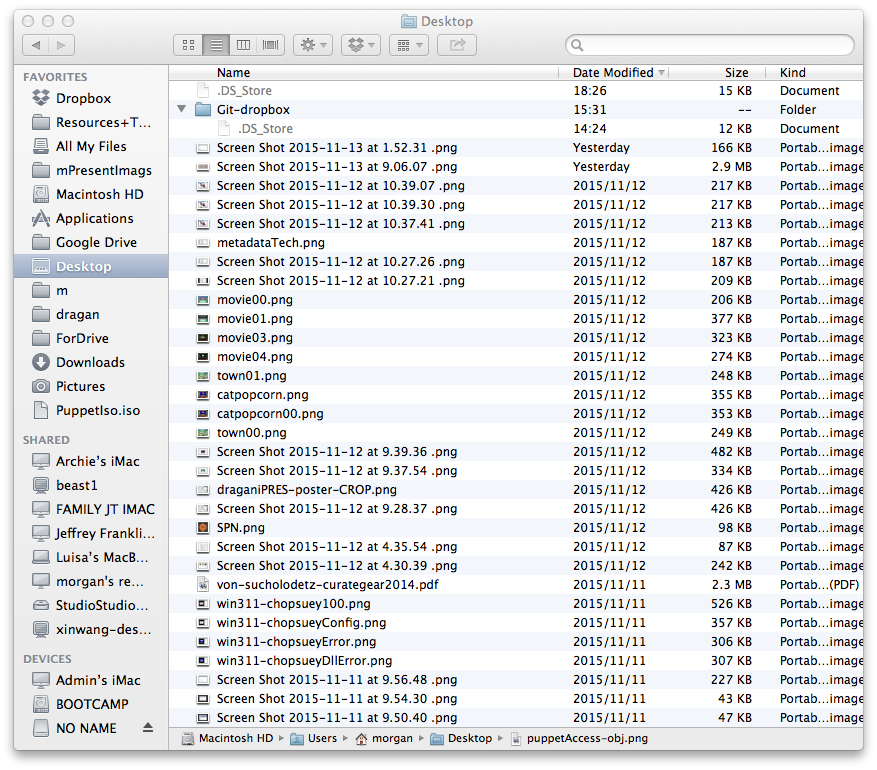 Desktop
FAVORITES
Dropbox
Resources+T...
All My Files
mPresentImags
Macintosh HD
Applications
Google Drive
Desktop
m
dragan
ForDrive
Downloads
Pictures
PuppetIso.iso
SHARED
Archie's iMac
beast1
FAMILY JT IMAC
Jeffrey Frankli...
Luisa's MacB...
morgan's re...
StudioStudio...
xinwang-des...
DEVICES
Admin's iMac
BOOTCAMP
NO NAME
Name Date Modified Size Kind
.DS_Store 18:26 15 KB Document
Git-dropbox 15:31 -- Folder
.DS_Store 14:24 12 KB Document
Screen Shot 2015-11-13 at 1.52.31 .png Yesterday 166 KB Portab...image
Screen Shot 2015-11-13 at 9.06.07 .png Yesterday 2.9 MB Portab...image
Screen Shot 2015-11-12 at 10.39.07 .png 2015/11/12 217 KB Portab...image
Screen Shot 2015-11-12 at 10.39.30 .png 2015/11/12 217 KB Portab...image
Screen Shot 2015-11-12 at 10.37.41 .png 2015/11/12 213 KB Portab...image
metadataTech.png 2015/11/12 187 KB Portab...image
Screen Shot 2015-11-12 at 10.27.26 .png 2015/11/12 187 KB Portab...image
Screen Shot 2015-11-12 at 10.27.21 .png 2015/11/12 209 KB Portab...image
movie00.png 2015/11/12 206 KB Portab...image
movie01.png 2015/11/12 377 KB Portab...image
movie03.png 2015/11/12 323 KB Portab...image
movie04.png 2015/11/12 274 KB Portab...image
town01.png 2015/11/12 248 KB Portab...image
catpopcorn.png 2015/11/12 355 KB Portab...image
catpopcorn00.png 2015/11/12 353 KB Portab...image
town00.png 2015/11/12 249 KB Portab...image
Screen Shot 2015-11-12 at 9.39.36 .png 2015/11/12 482 KB Portab...image
Screen Shot 2015-11-12 at 9.37.54 .png 2015/11/12 334 KB Portab...image
draganiPRES-poster-CROP.png 2015/11/12 426 KB Portab...image
Screen Shot 2015-11-12 at 9.28.37 .png 2015/11/12 426 KB Portab...image
SPN.png 2015/11/12 98 KB Portab...image
Screen Shot 2015-11-12 at 4.35.54 .png 2015/11/12 87 KB Portab...image
Screen Shot 2015-11-12 at 4.30.39 .png 2015/11/12 242 KB Portab...image
von-sucholodetz-curategear2014.pdf 2015/11/11 2.3 MB Portab...(PDF)
win311-chopsuey100.png 2015/11/11 526 KB Portab...image
win311-chopsueyConfig.png 2015/11/11 357 KB Portab...image
win311-chopsueyError.png 2015/11/11 306 KB Portab...image
win311-chopsueyDllError.png 2015/11/11 307 KB Portab...image
Screen Shot 2015-11-11 at 9.56.48 .png 2015/11/11 227 KB Portab...image
Screen Shot 2015-11-11 at 9.54.30 .png 2015/11/11 43 KB Portab...image
Screen Shot 2015-11-11 at 9.50.40 .png 2015/11/11 47 KB Portab...image
Macintosh HD Users morgan Desktop puppetAccess-obj.png